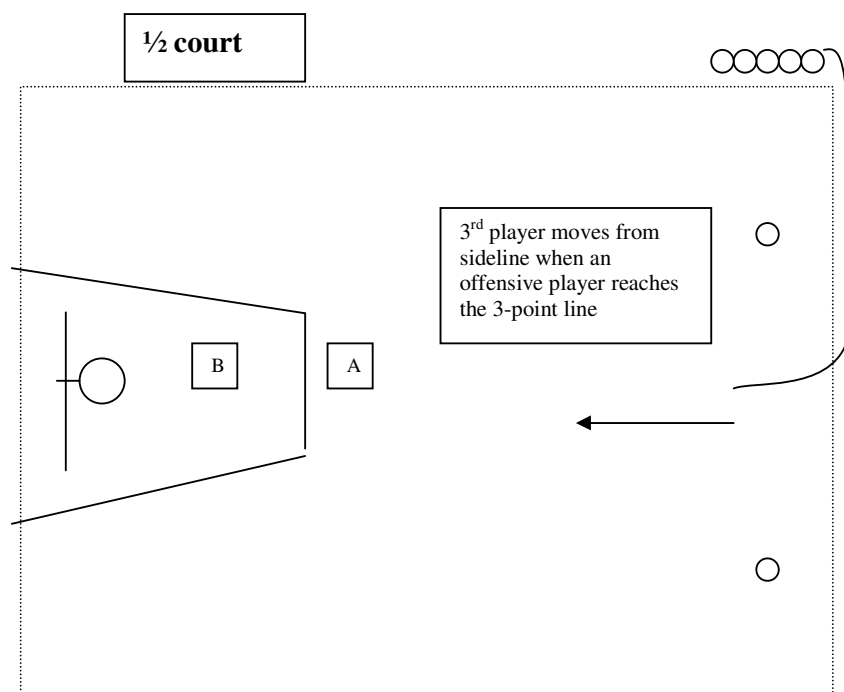 ½ court
3rd player moves from
sideline when an
offensive player reaches
the 3-point line
B
A